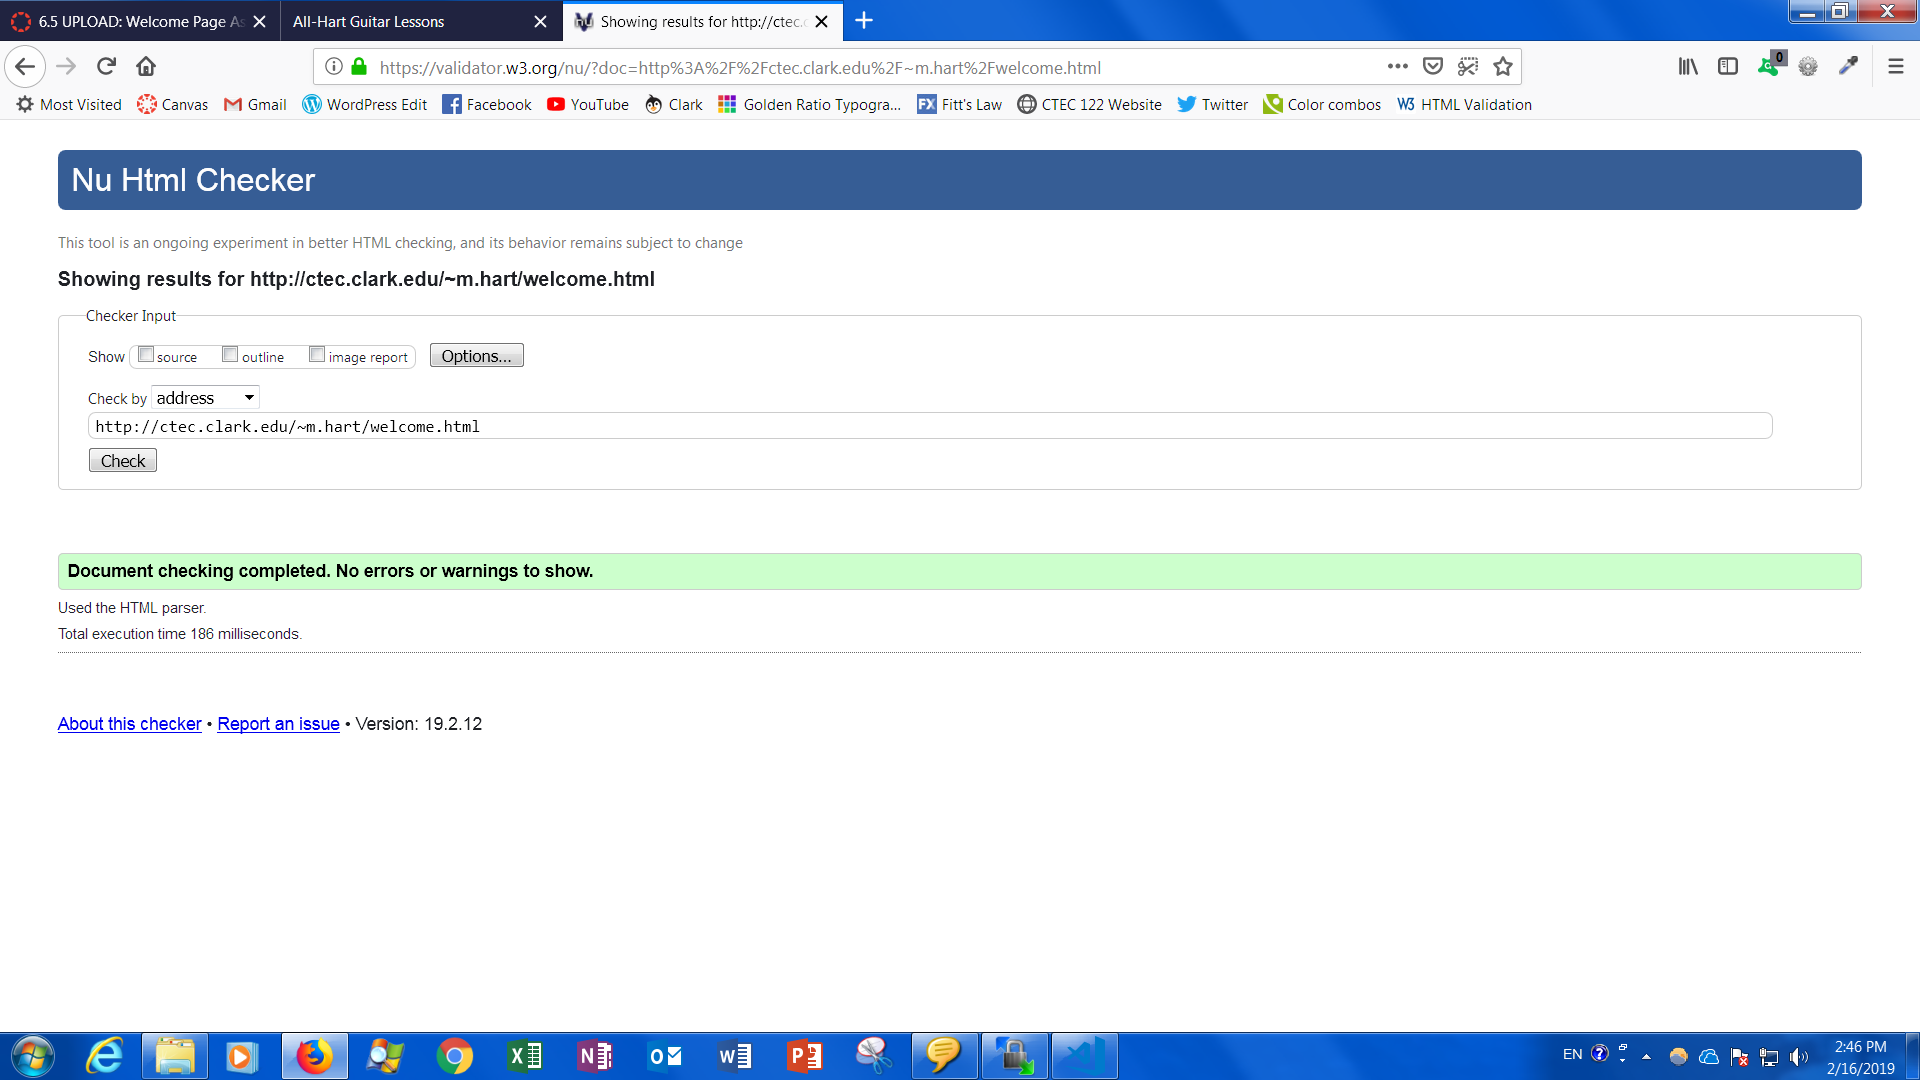 6.5 UPLOAD: Welcome Page As
All-Hart Guitar Lessons
Showing results for http://ctec.c
https://validator.w3.org/nu/?doc=http%3A%2F%2Fctec.clark.edu%2F~m.hart%2Fwelcome.html
0
Most Visited
Canvas
Gmail
WordPress Edit
Facebook
YouTube
Clark
Golden Ratio Typogra...
FX Fitt's Law
CTEC 122 Website
Twitter
Color combos
W3 HTML Validation
Nu Html Checker
This tool is an ongoing experiment in better HTML checking, and its behavior remains subject to change
Showing results for http://ctec.clark.edu/~m.hart/welcome.html
Checker Input
Show source outline image report Options...
Check by address
http://ctec.clark.edu/~m.hart/welcome.html
Check
Document checking completed. No errors or warnings to show.
Used the HTML parser.
Total execution time 186 milliseconds.
About this checker • Report an issue • Version: 19.2.12
EN
2:46 PM
2/16/2019